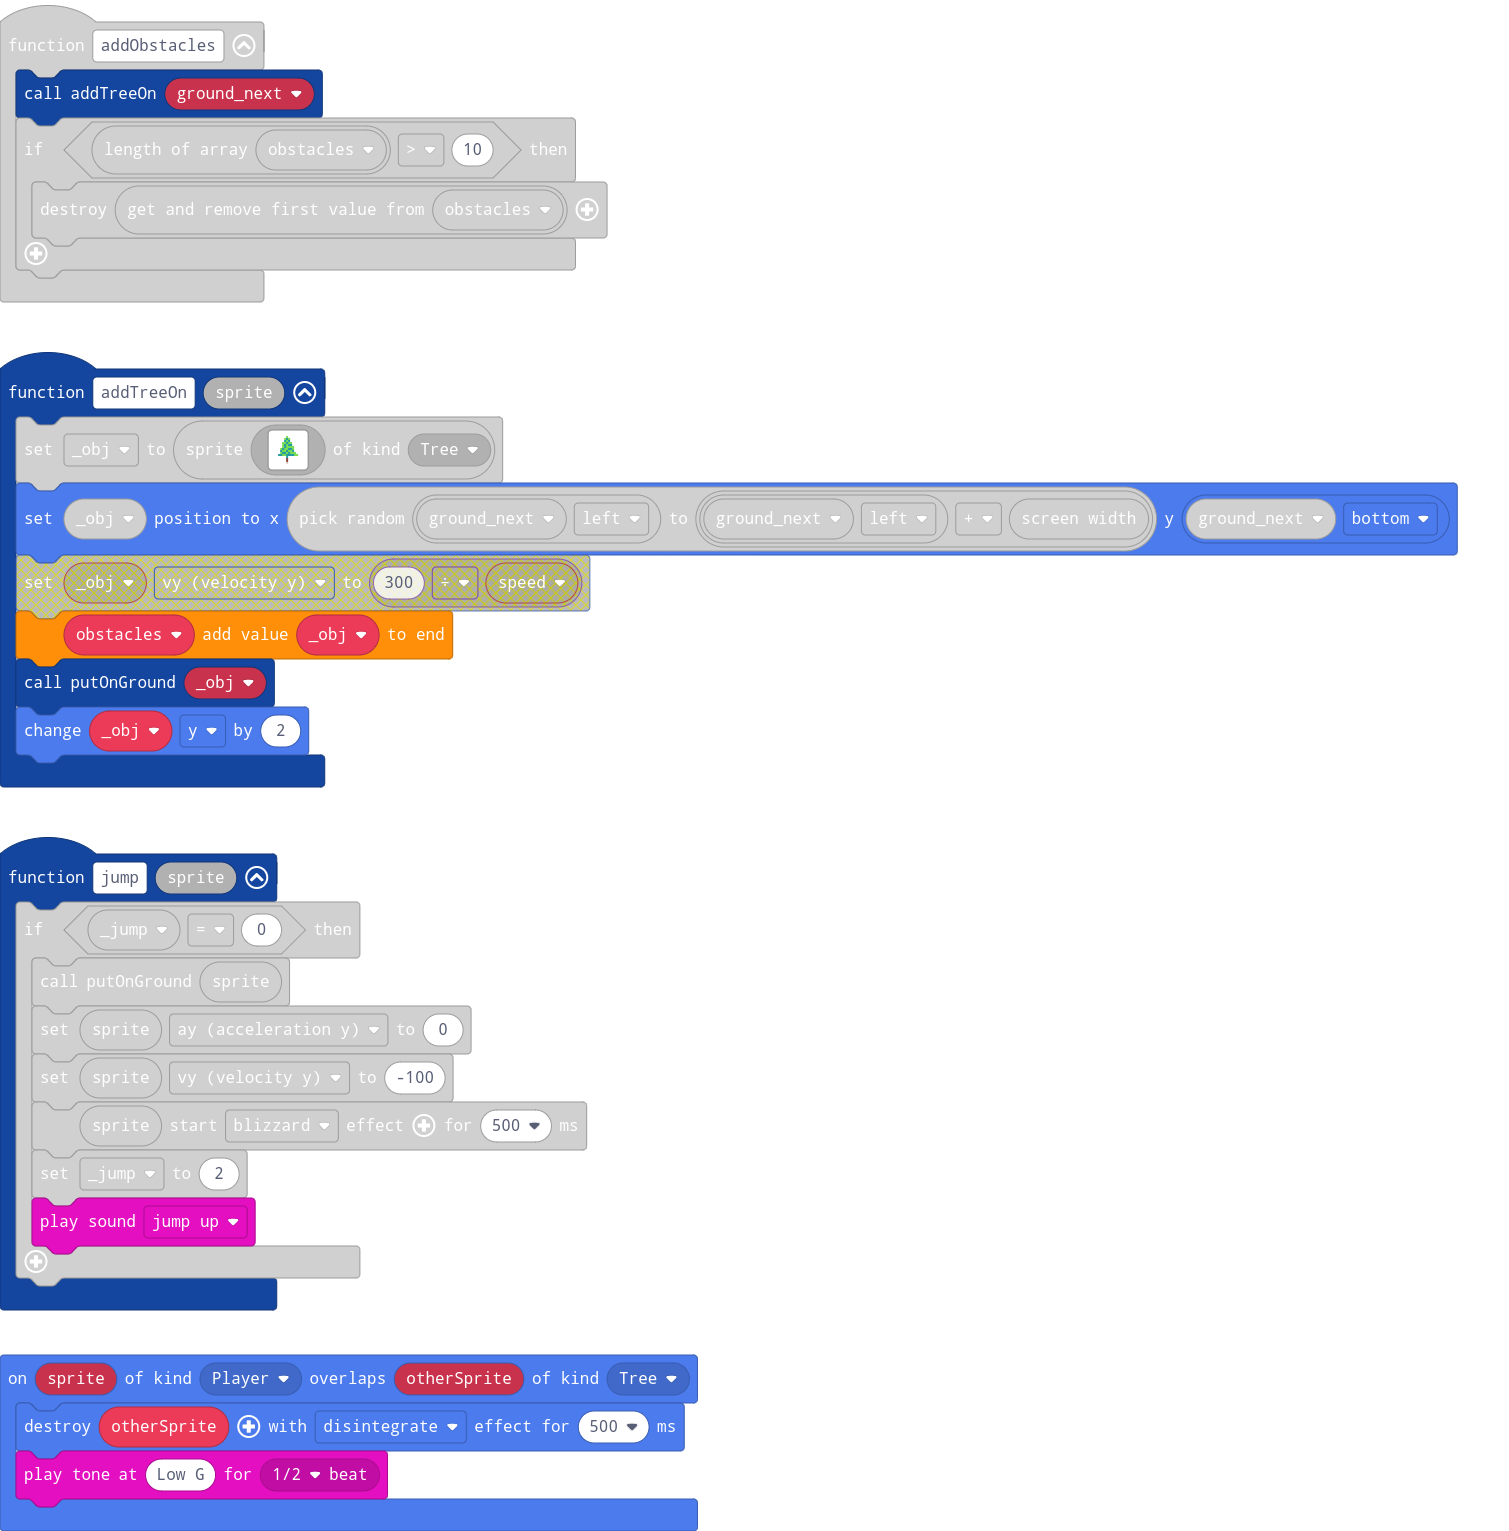 function addObstacles
call addTreeOn ground_next
if length of array obstacles > 10 then
destroy get and remove first value from obstacles
function addTreeOn sprite
set _obj to sprite of kind Tree
set _obj position to x pick random ground_next left to ground_next left + screen width y ground_next bottom
set _obj vy (velocity y) to 300 ÷ speed
obstacles add value _obj to end
call putOnGround _obj
change _obj y by 2
function jump sprite
if _jump = 0 then
call putOnGround sprite
set sprite ay (acceleration y) to 0
set sprite vy (velocity y) to -100
sprite start blizzard effect for 500 ms
set _jump to 2
play sound jump up
on sprite of kind Player overlaps otherSprite of kind Tree
destroy otherSprite with disintegrate effect for 500 ms
play tone at Low G for 1/2 beat